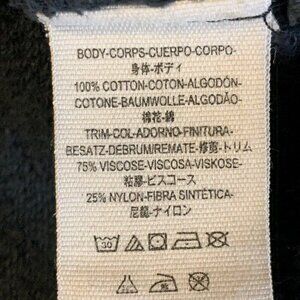 BODY-CORPS-CUERPO-CORPO-
身体-ボディ
100% COTTON-COTON-ALGODÓN-
COTONE-BAUMWOLLE-ALGODÃO-
棉花-綿
TRIM-COL-ADORNO-FINITURA-
BESATZ-DEBRUM/REMATE-修剪-トリム
75% VISCOSE-VISCOSA-VISKOSE-
粘膠-ビスコース
25% NYLON-FIBRA SINTÉTICA-
尼龍-ナイロン
30